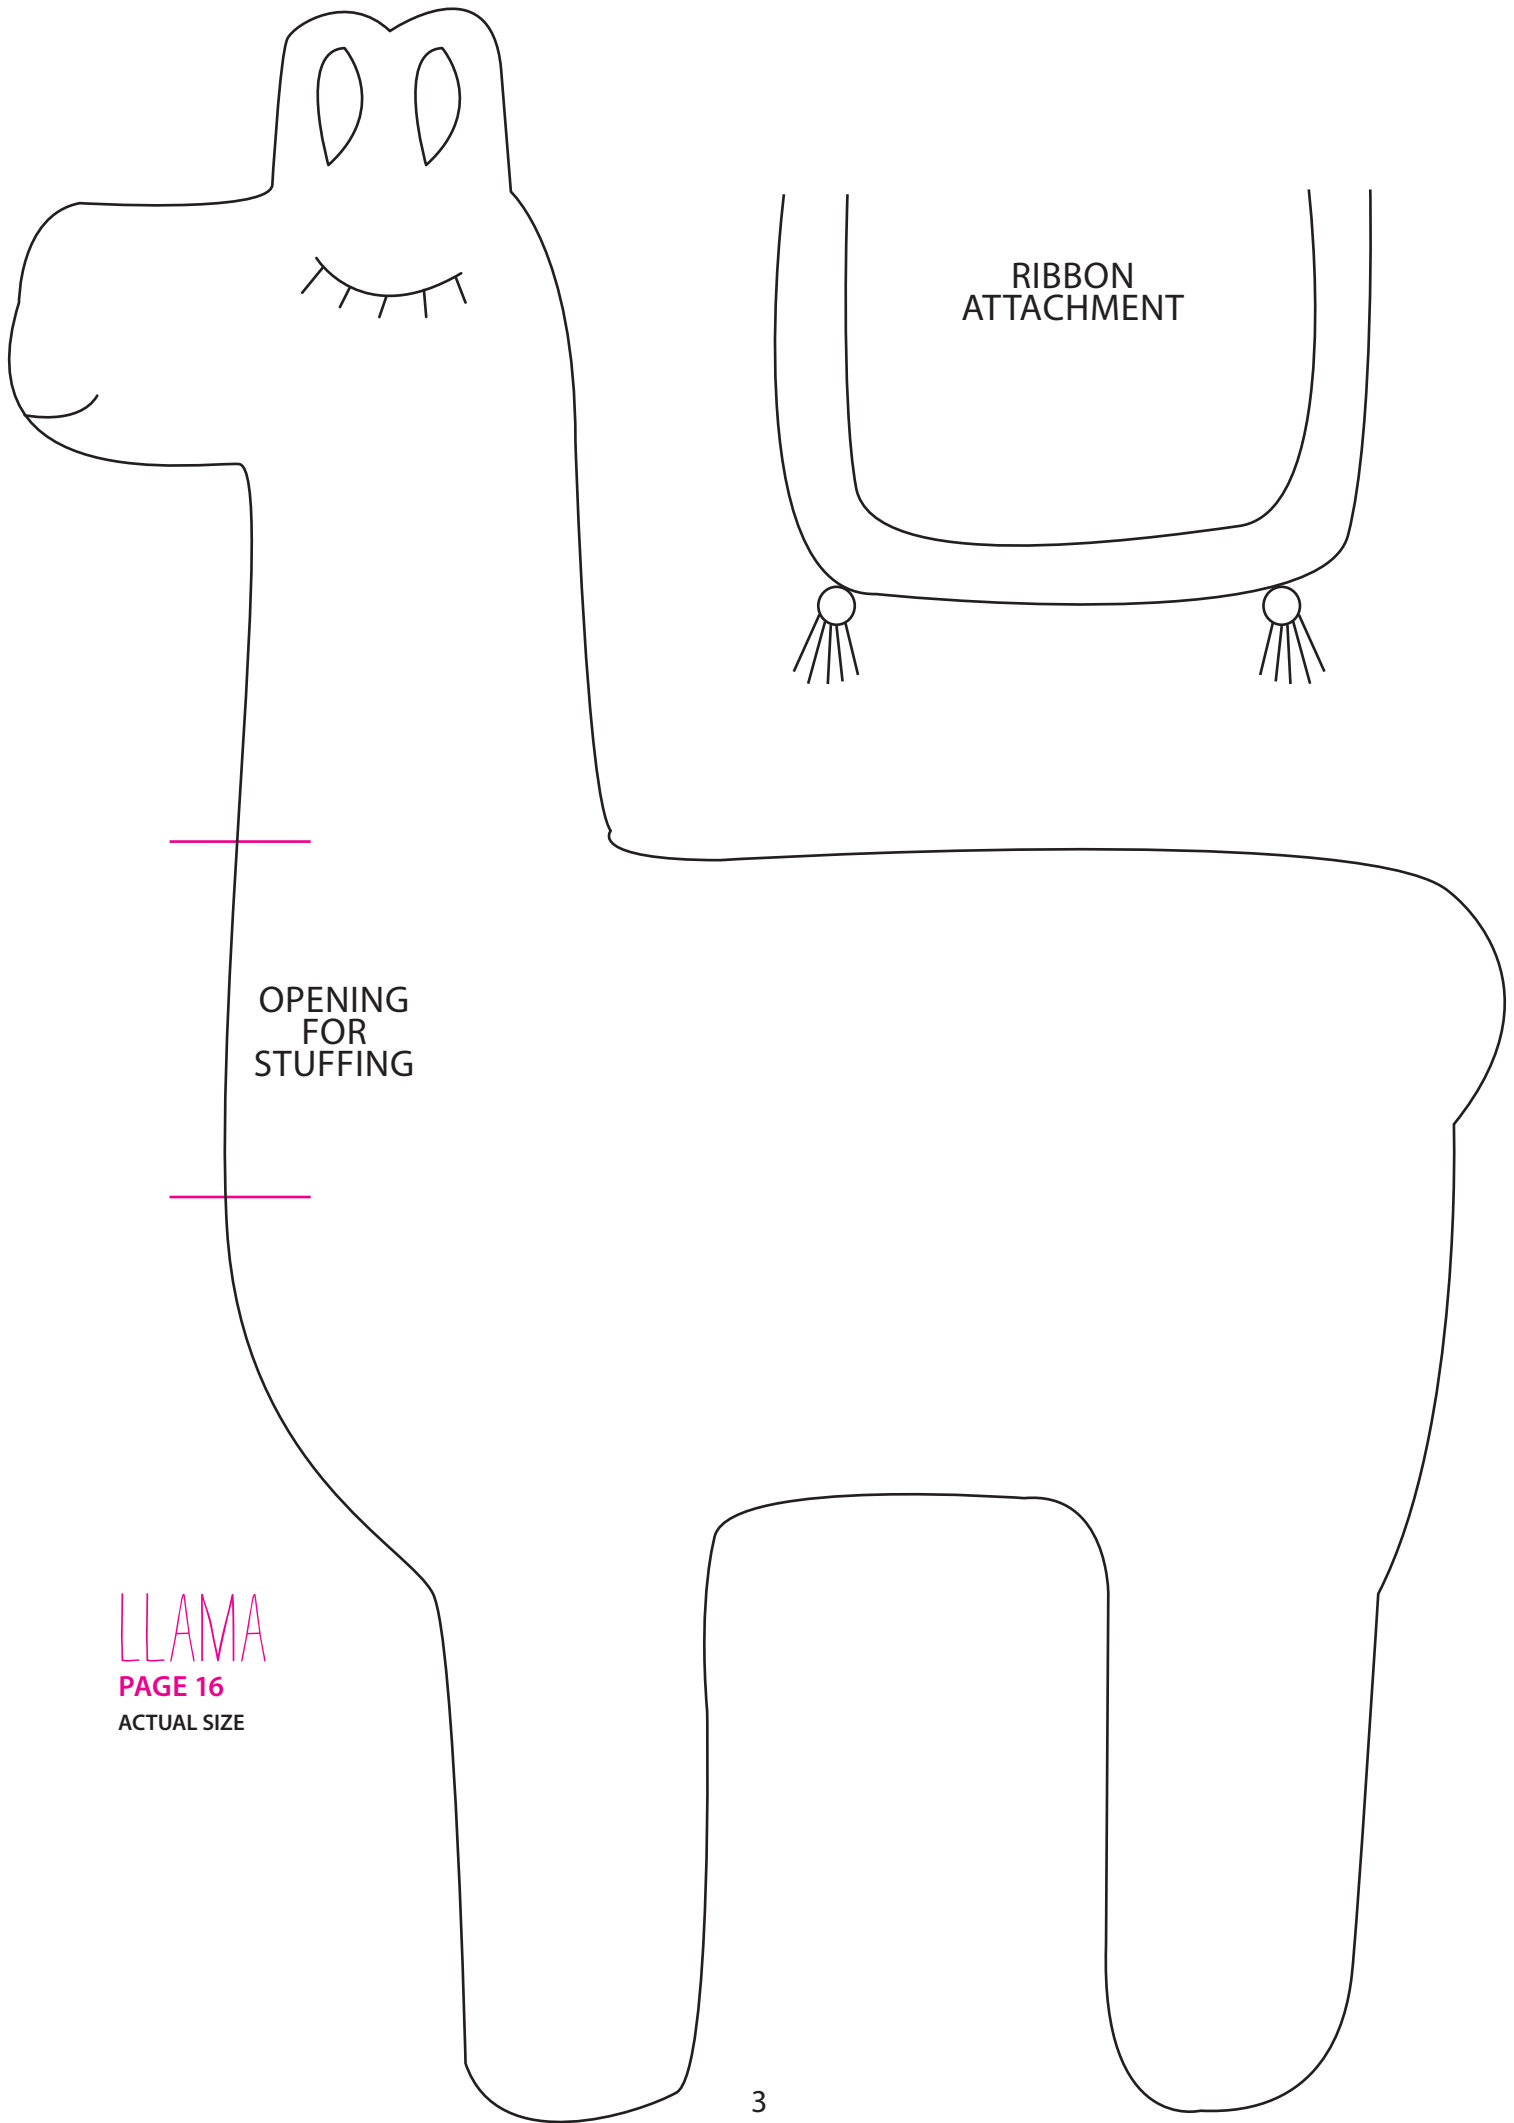 RIBBON
ATTACHMENT
OPENING
FOR
STUFFING
LLAMA
PAGE 16
ACTUAL SIZE
3